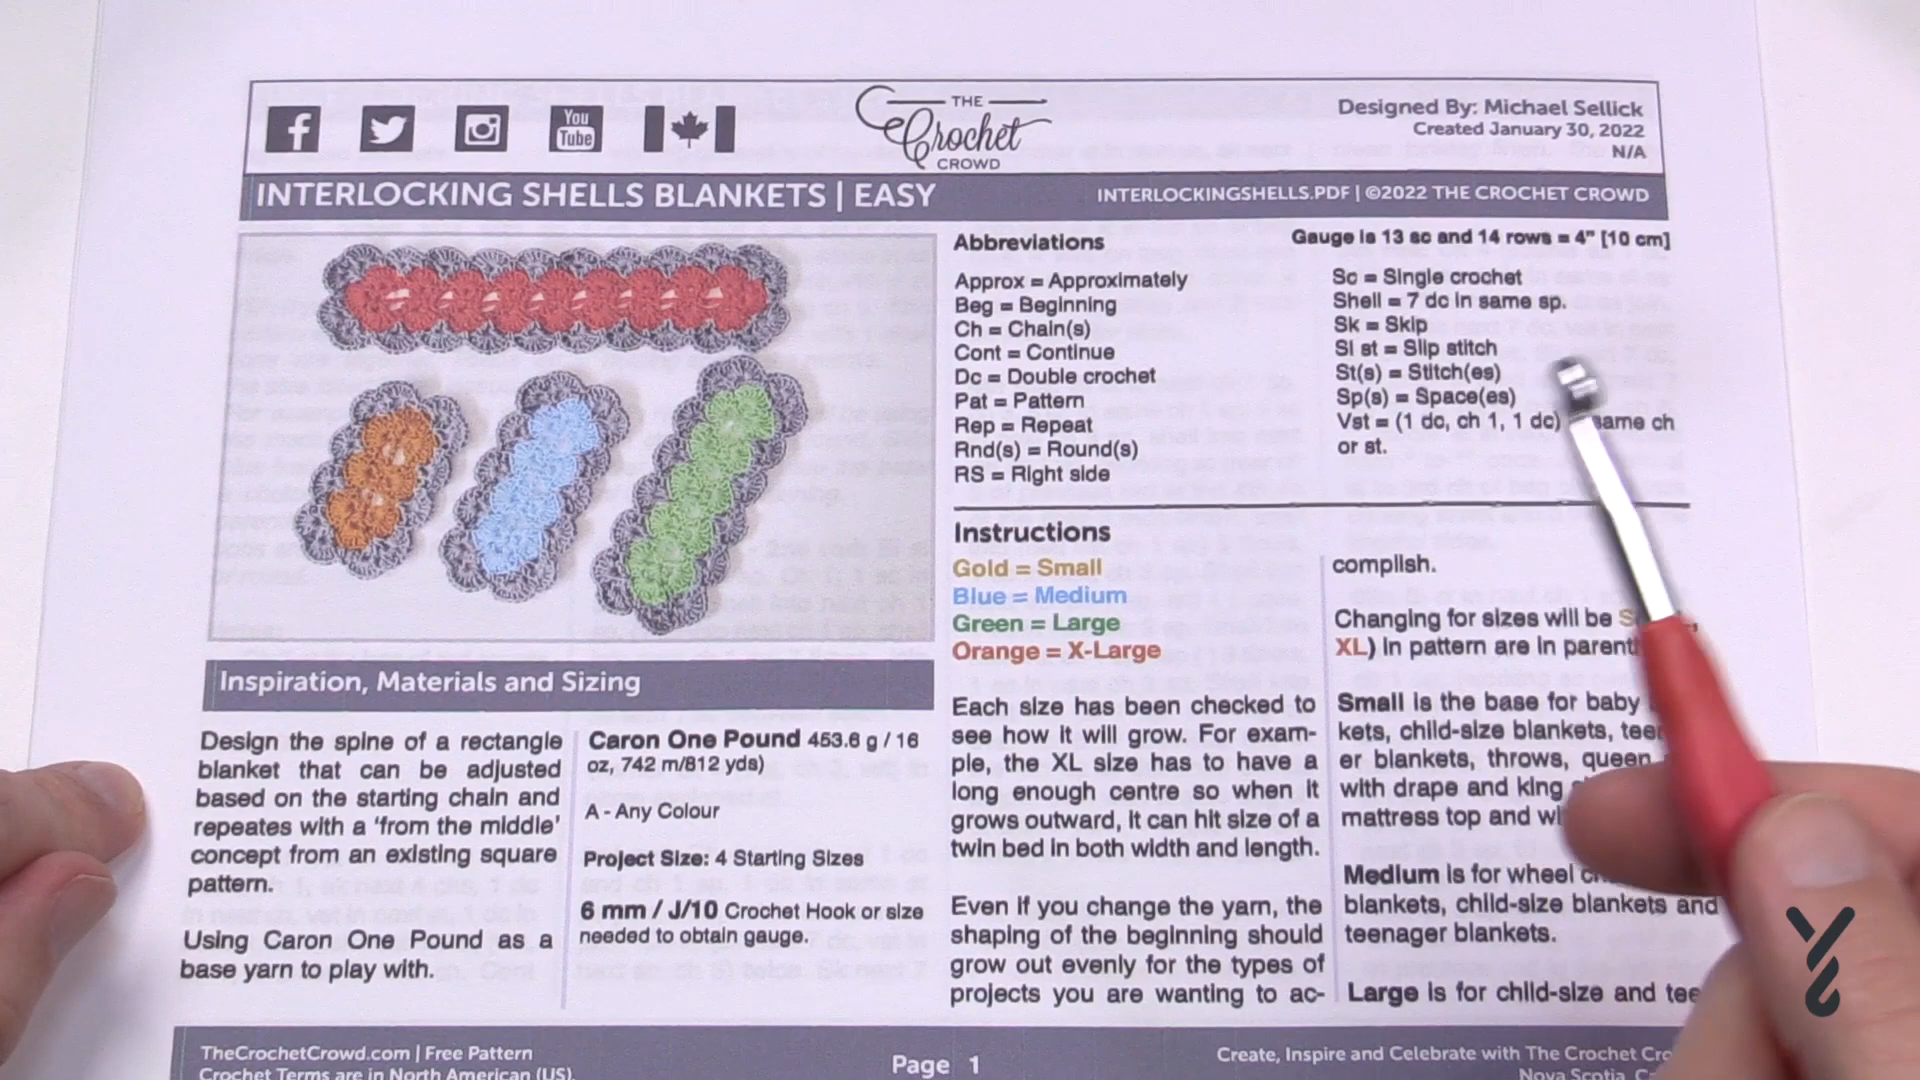 You
Tube
THE
Crochet
CROWD
Designed By: Michael Sellick
Created January 30, 2022
N/A
INTERLOCKING SHELLS BLANKETS | EASY
INTERLOCKINGSHELLS.PDF | ©2022 THE CROCHET CROWD
Inspiration, Materials and Sizing
Design the spine of a rectangle
blanket that can be adjusted
based on the starting chain and
repeates with a 'from the middle'
concept from an existing square
pattern.
Using Caron One Pound as a
base yarn to play with.
Caron One Pound 453.6 g / 16
oz, 742 m/812 yds)
A - Any Colour
Project Size: 4 Starting Sizes
6 mm / J/10 Crochet Hook or size
needed to obtain gauge.
Abbreviations
Approx = Approximately
Beg = Beginning
Ch = Chain(s)
Cont = Continue
Dc = Double crochet
Pat = Pattern
Rep = Repeat
Rnd(s) = Round(s)
RS = Right side
Gauge is 13 sc and 14 rows = 4" [10 cm]
Sc = Single crochet
Shell = 7 dc in same sp.
Sk = Skip
Sl st = Slip stitch
St(s) = Stitch(es)
Sp(s) = Space(es)
Vst = (1 dc, ch 1, 1 dc) same ch
or st.
Instructions
Gold = Small
Blue = Medium
Green = Large
Orange = X-Large
Each size has been checked to
see how it will grow. For exam-
ple, the XL size has to have a
long enough centre so when it
grows outward, it can hit size of a
twin bed in both width and length.
Even if you change the yarn, the
shaping of the beginning should
grow out evenly for the types of
projects you are wanting to ac-
complish.
Changing for sizes will be
XL) in pattern are in
Small is the base for baby
kets, child-size blankets,
er blankets, throws, queen
with drape and king
mattress top and
Medium is for wheel
blankets, child-size blankets and
teenager blankets.
Large is for child-size and
TheCrochetCrowd.com | Free Pattern
Crochet Terms are in North American (US).
Page 1
Create, Inspire and Celebrate with The Crochet
Nova Scotia,